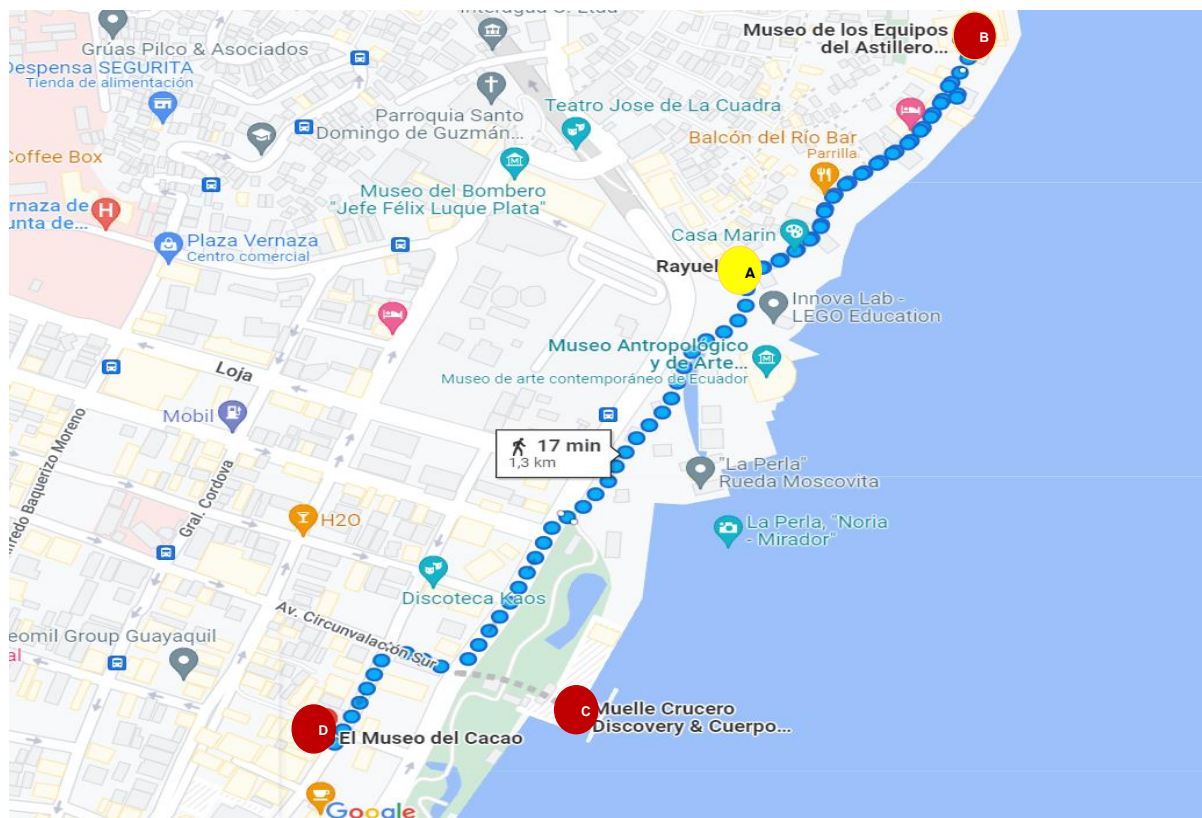 Interagua C. Ltda
Museo de los Equipos
del Astillero...
B
Grúas Pilco & Asociados
Despensa SEGURITA
Tienda de alimentación
Parroquia Santo
Domingo de Guzmán...
Teatro Jose de La Cuadra
Balcón del Río Bar
Parrilla
Coffee Box
Museo del Bombero
"Jefe Félix Luque Plata"
H
ernaza de
unta de...
Plaza Vernaza
Centro comercial
Casa Marin
Rayuel
A
Innova Lab -
LEGO Education
Museo Antropológico
y de Arte...
Museo de arte contemporáneo de Ecuador
Loja
Mobil
fredo Baquerizo Moreno
Gral. Cordova
17 min
1,3 km
"La Perla"
Rueda Moscovita
H2O
La Perla, "Noria
- Mirador"
Discoteca Kaos
Av. Circunvalación Sur
eomil Group Guayaquil
al
C
Muelle Crucero
Discovery & Cuerpo...
D
El Museo del Cacao
Google